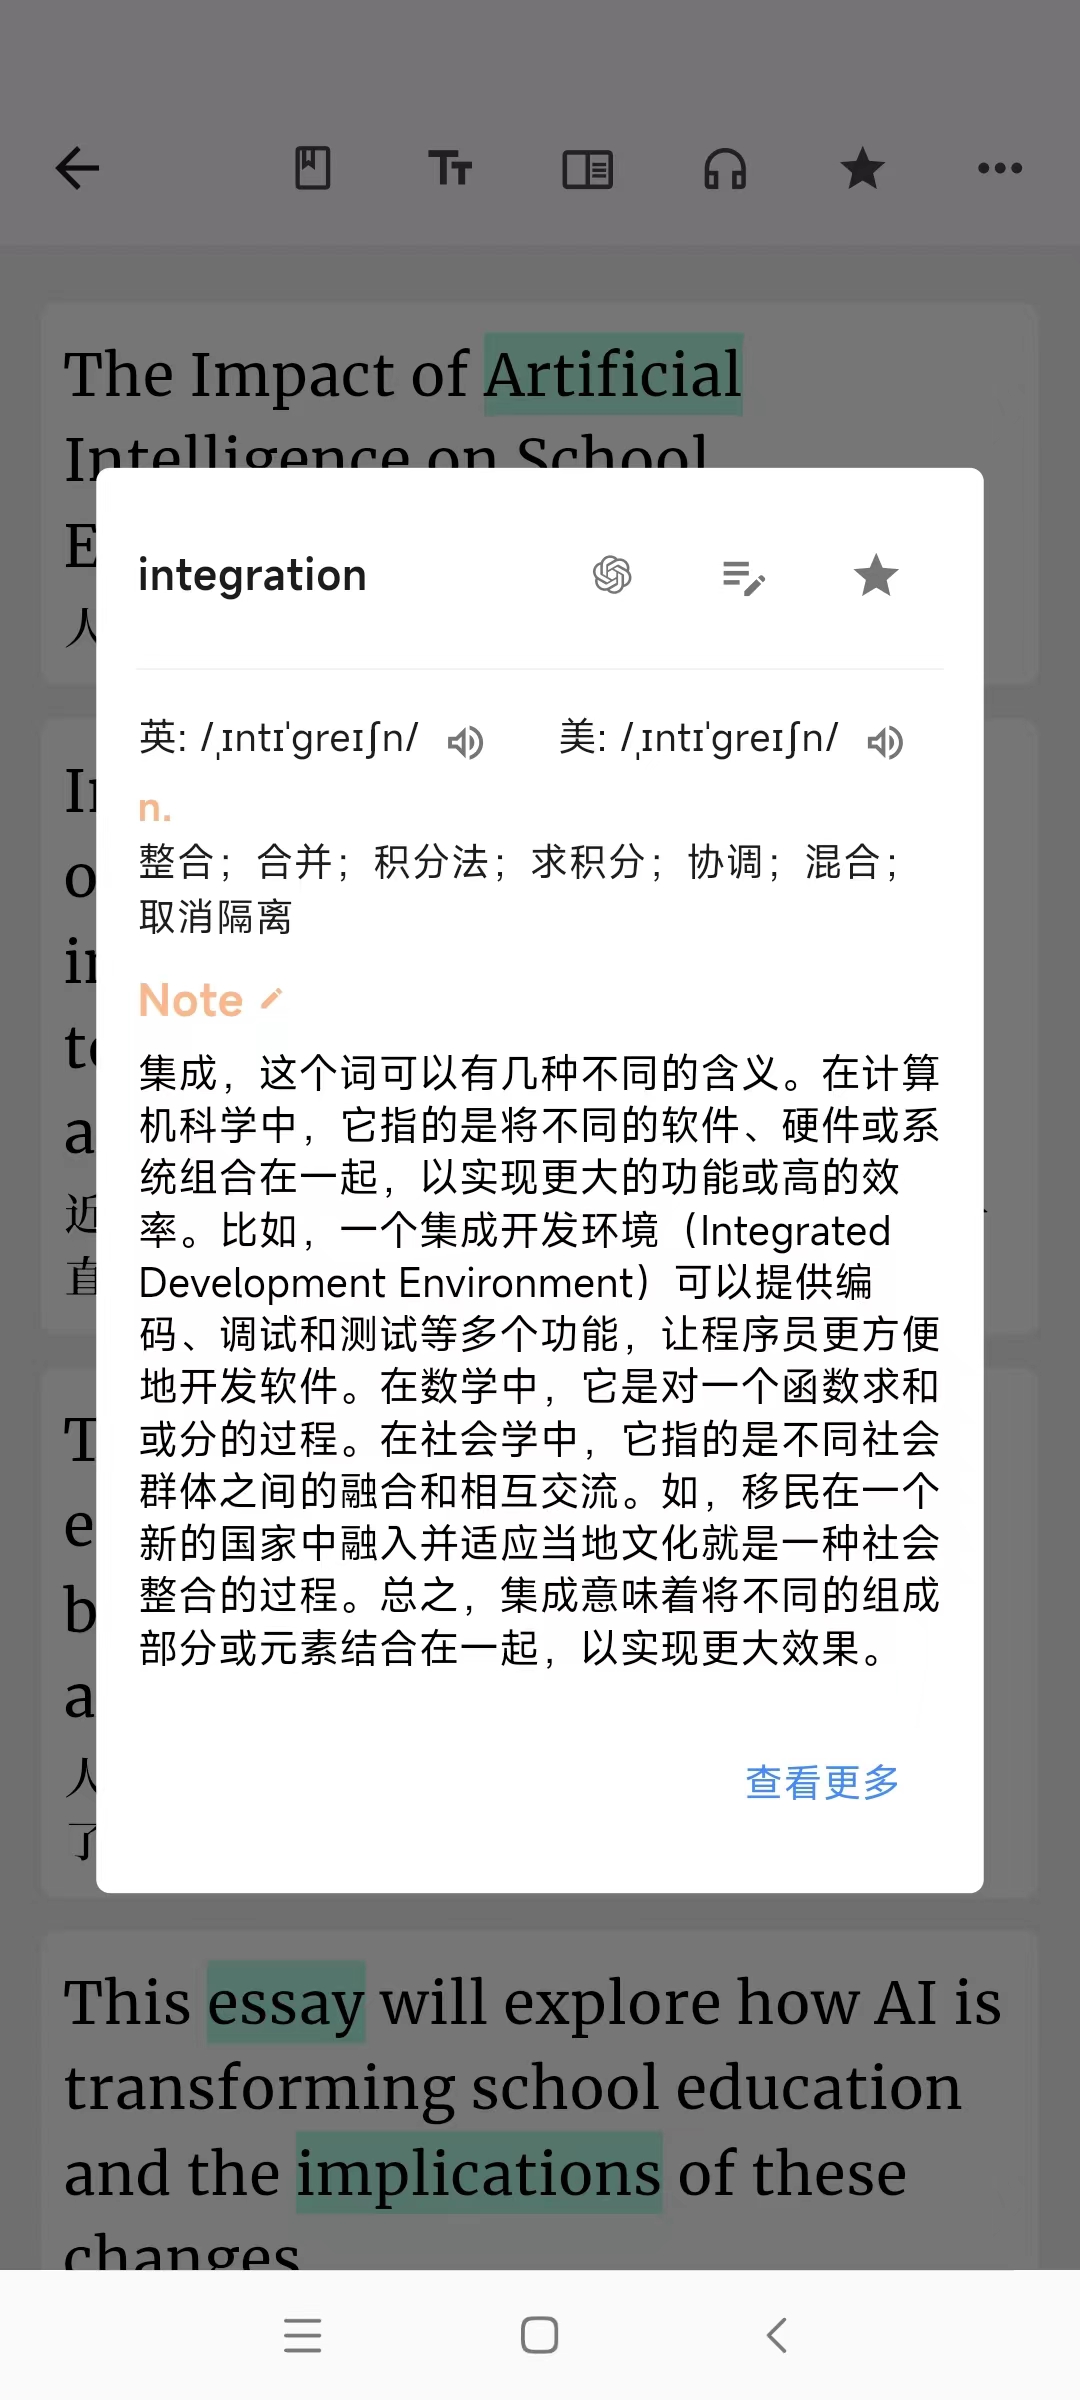 The Impact of Artificial
Intelligence on School
E
人
integration
英: /ˌɪntɪˈɡreɪʃn/ 美: /ˌɪntɪˈɡreɪʃn/
n.
整合；合并；积分法；求积分；协调；混合；
取消隔离
Note
集成，这个词可以有几种不同的含义。在计算
机科学中，它指的是将不同的软件、硬件或系
统组合在一起，以实现更大的功能或高的效
率。比如，一个集成开发环境（Integrated
Development Environment）可以提供编
码、调试和测试等多个功能，让程序员更方便
地开发软件。在数学中，它是对一个函数求和
或分的过程。在社会学中，它指的是不同社会
群体之间的融合和相互交流。如，移民在一个
新的国家中融入并适应当地文化就是一种社会
整合的过程。总之，集成意味着将不同的组成
部分或元素结合在一起，以实现更大效果。
查看更多
This essay will explore how AI is
transforming school education
and the implications of these
changes